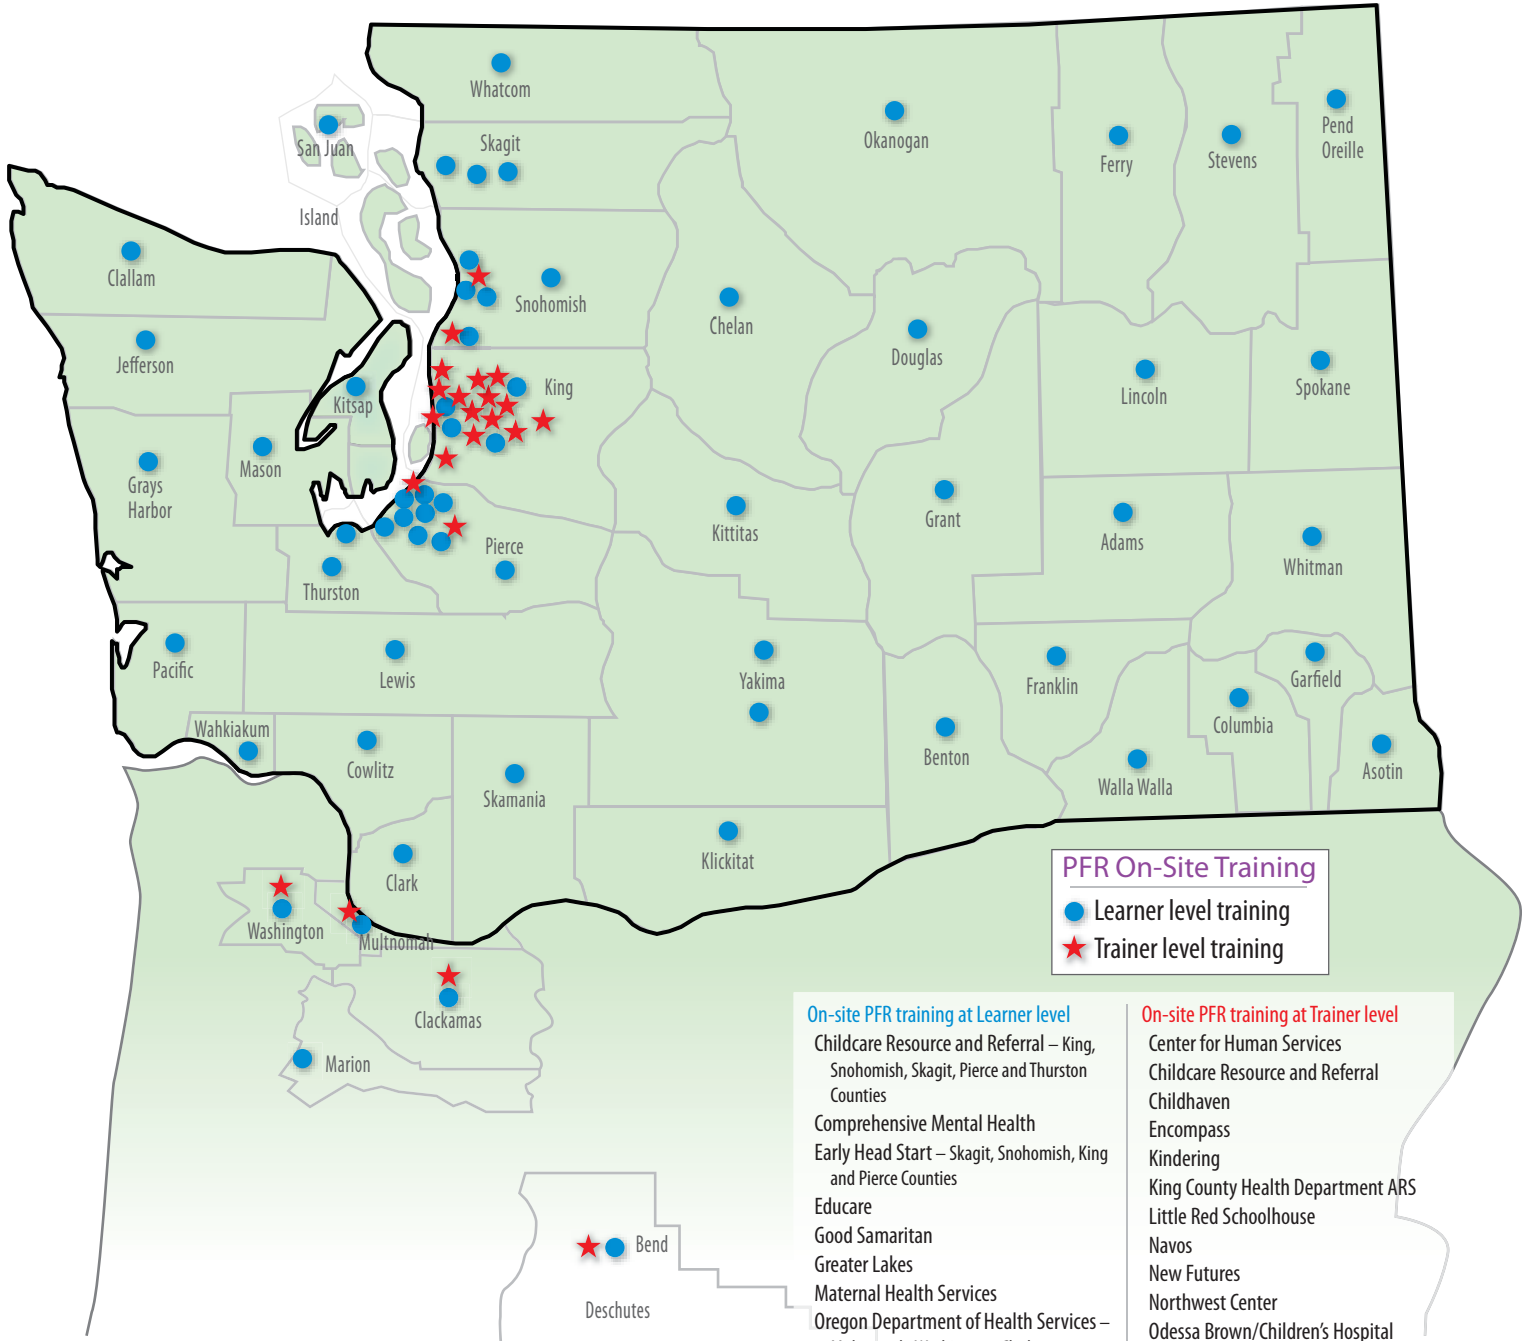 Whatcom
Skagit
San Juan
Island
Okanogan
Ferry
Stevens
Pend
Oreille
Clallam
Snohomish
Chelan
Douglas
Jefferson
Kitsap
King
Lincoln
Spokane
Mason
Grays
Harbor
Kittitas
Grant
Adams
Whitman
Pierce
Thurston
Pacific
Lewis
Yakima
Franklin
Garfield
Columbia
Wahkiakum
Cowlitz
Skamania
Benton
Walla Walla
Asotin
Clark
Klickitat
Washington
Multnomah
Clackamas
Marion
Bend
Deschutes
PFR On-Site Training
Learner level training
Trainer level training
On-site PFR training at Learner level
Childcare Resource and Referral – King,
Snohomish, Skagit, Pierce and Thurston
Counties
Comprehensive Mental Health
Early Head Start – Skagit, Snohomish, King
and Pierce Counties
Educare
Good Samaritan
Greater Lakes
Maternal Health Services
Oregon Department of Health Services –
On-site PFR training at Trainer level
Center for Human Services
Childcare Resource and Referral
Childhaven
Encompass
Kindering
King County Health Department ARS
Little Red Schoolhouse
Navos
New Futures
Northwest Center
Odessa Brown/Children's Hospital